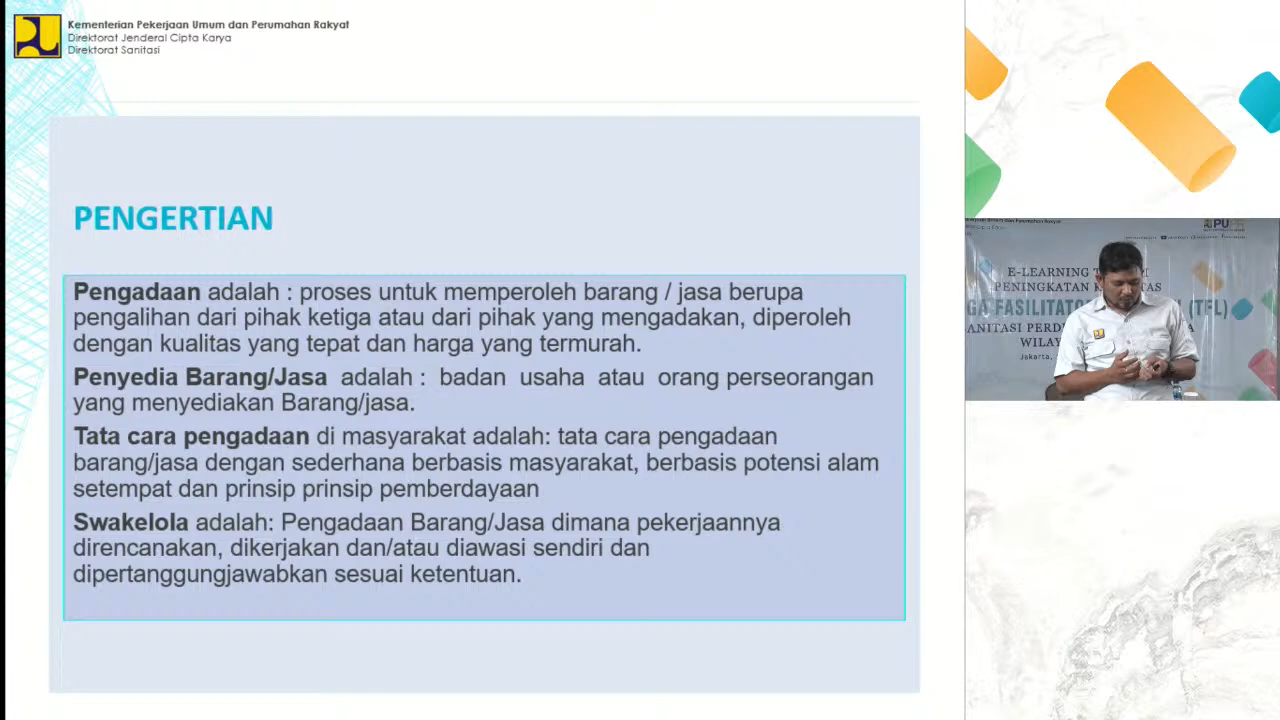 Kementerian Pekerjaan Umum dan Perumahan Rakyat
Direktorat Jenderal Cipta Karya
Direktorat Sanitasi
PENGERTIAN
Pengadaan adalah : proses untuk memperoleh barang / jasa berupa
pengalihan dari pihak ketiga atau dari pihak yang mengadakan, diperoleh
dengan kualitas yang tepat dan harga yang termurah.
Penyedia Barang/Jasa adalah : badan usaha atau orang perseorangan
yang menyediakan Barang/jasa.
Tata cara pengadaan di masyarakat adalah: tata cara pengadaan
barang/jasa dengan sederhana berbasis masyarakat, berbasis potensi alam
setempat dan prinsip prinsip pemberdayaan
Swakelola adalah: Pengadaan Barang/Jasa dimana pekerjaannya
direncanakan, dikerjakan dan/atau diawasi sendiri dan
dipertanggungjawabkan sesuai ketentuan.
PU
E-LEARNING
PENINGKATAN
FASILITAT (TFL)
WILAY
Jakarta,